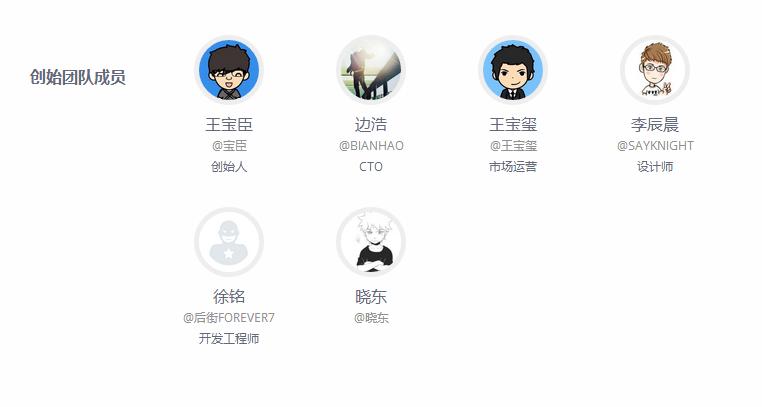 创始团队成员
王宝臣
@宝臣
创始人
边浩
@BIANHAO
CTO
王宝玺
@王宝玺
市场运营
李辰晨
@SAYKNIGHT
设计师
徐铭
@后街FOREVER7
开发工程师
晓东
@晓东